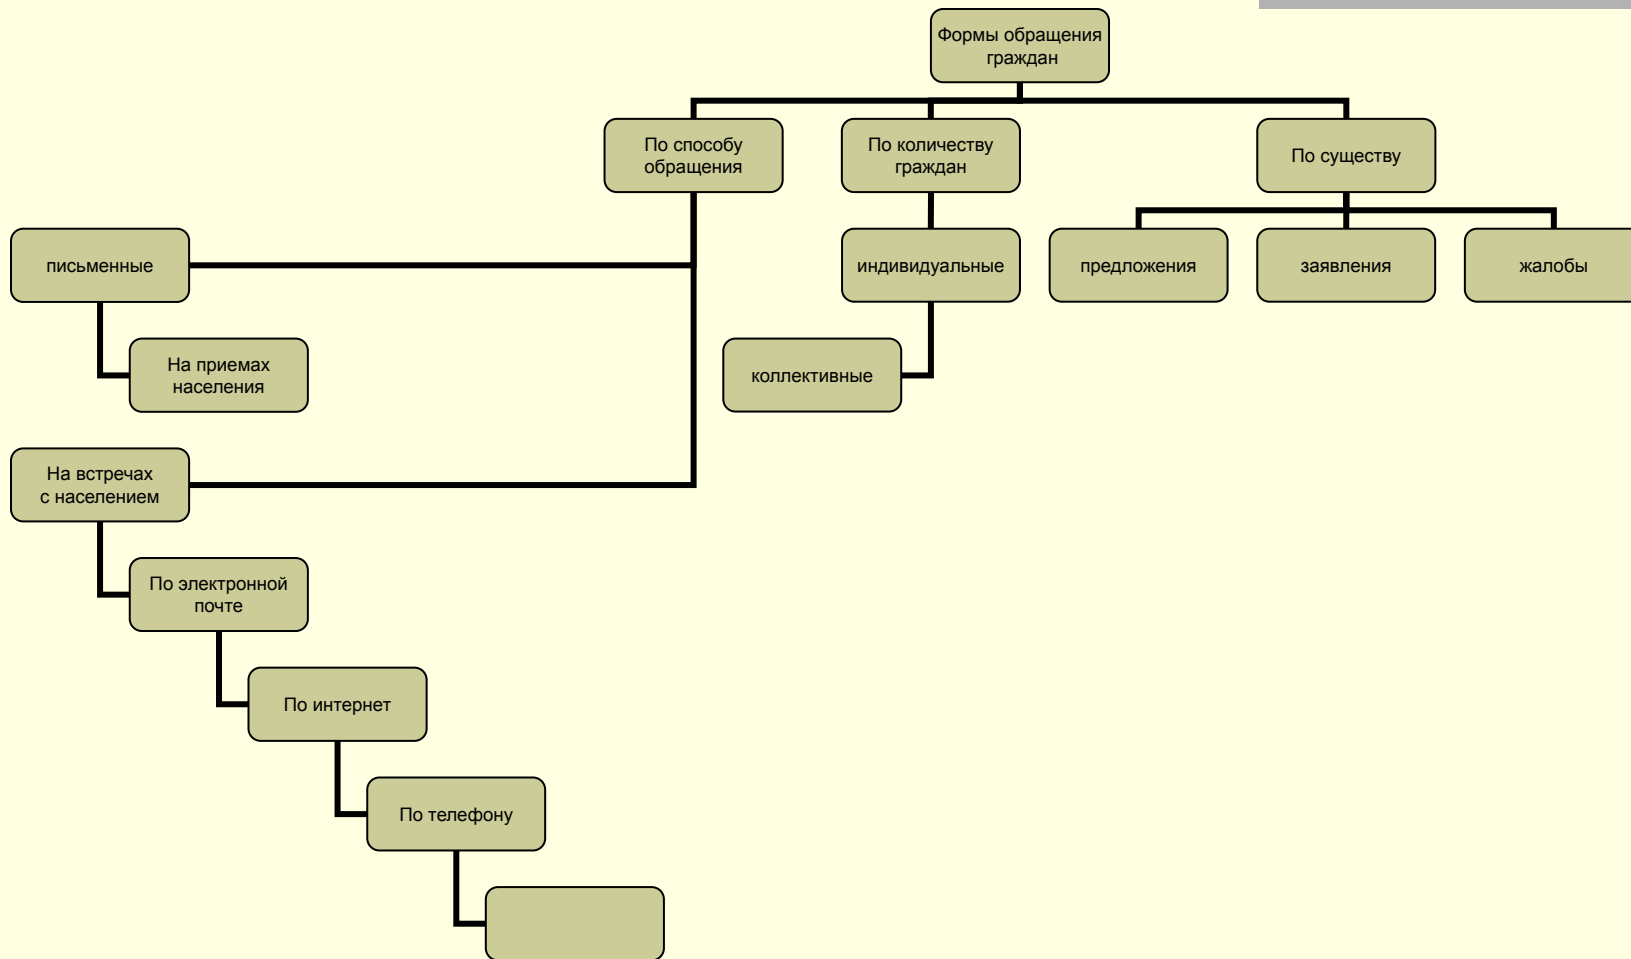 Формы обращения
граждан
По способу
обращения
По количеству
граждан
По существу
письменные
индивидуальные
предложения
заявления
жалобы
На приемах
населения
коллективные
На встречах
с населением
По электронной
почте
По интернет
По телефону